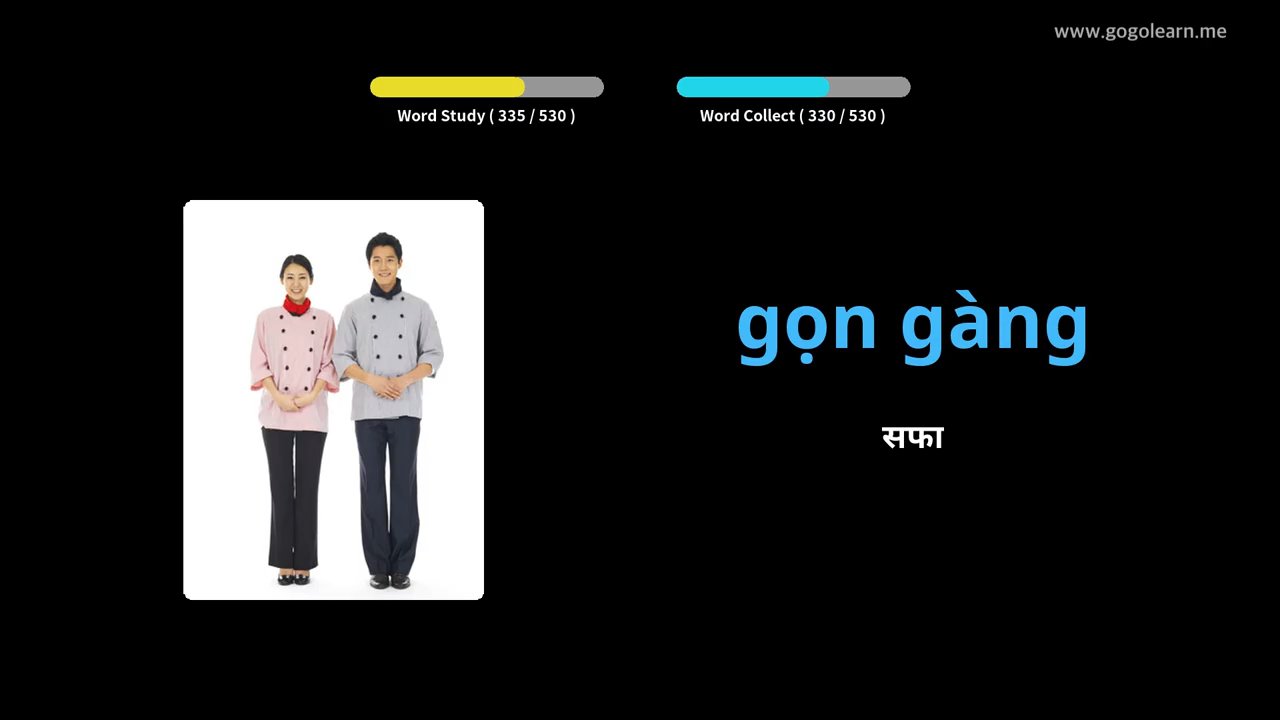 www.gogolearn.me
Word Study ( 335 / 530 )
Word Collect ( 330 / 530 )
gọn gàng
सफा